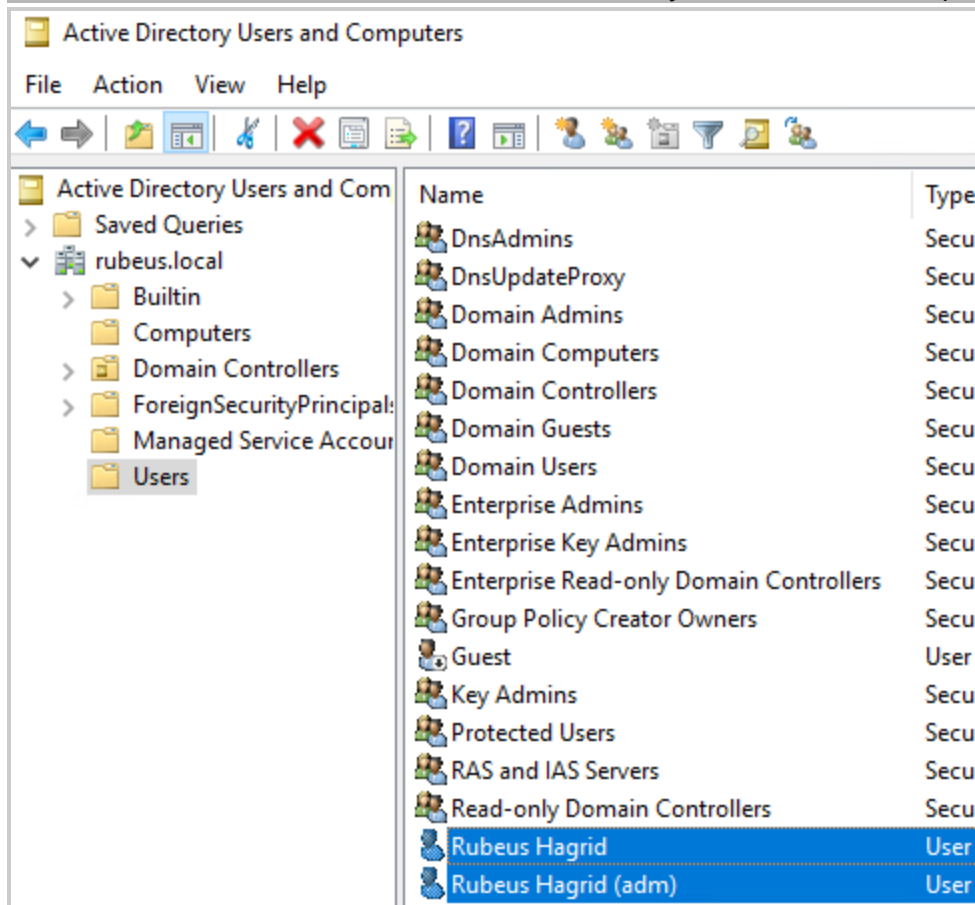 Active Directory Users and Computers
File Action View Help
Active Directory Users and Com
Saved Queries
rubeus.local
Builtin
Computers
Domain Controllers
ForeignSecurityPrincipals
Managed Service Accoun
Users
Name Type
DnsAdmins Secu
DnsUpdateProxy Secu
Domain Admins Secu
Domain Computers Secu
Domain Controllers Secu
Domain Guests Secu
Domain Users Secu
Enterprise Admins Secu
Enterprise Key Admins Secu
Enterprise Read-only Domain Controllers Secu
Group Policy Creator Owners Secu
Guest User
Key Admins Secu
Protected Users Secu
RAS and IAS Servers Secu
Read-only Domain Controllers Secu
Rubeus Hagrid User
Rubeus Hagrid (adm) User